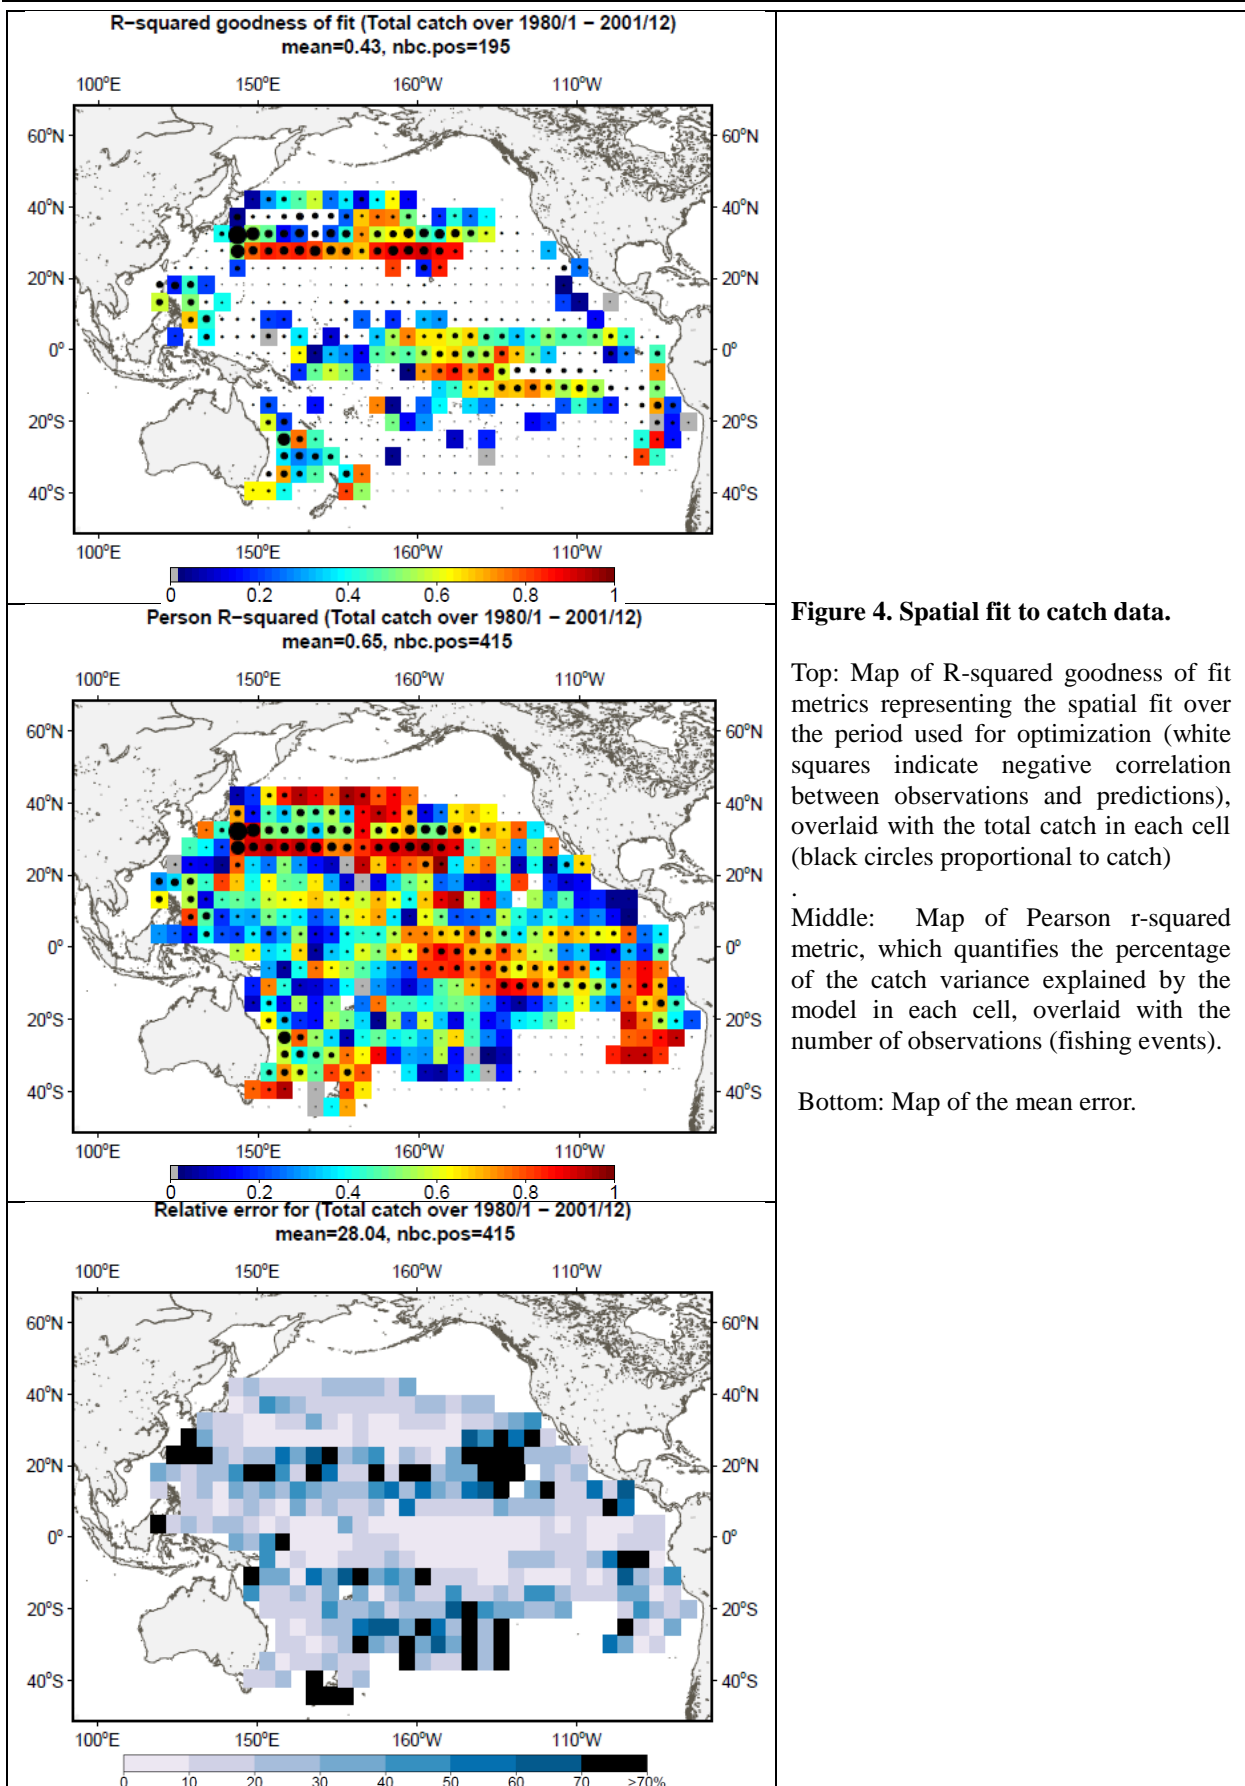 R−squared goodness of fit (Total catch over 1980/1 − 2001/12)
mean=0.43, nbc.pos=195
100°E 150°E 160°W 110°W
60°N 60°N
40°N 40°N
20°N 20°N
0° 0°
20°S 20°S
40°S 40°S
100°E 150°E 160°W 110°W
0 0.2 0.4 0.6 0.8 1
Person R−squared (Total catch over 1980/1 − 2001/12)
mean=0.65, nbc.pos=415
100°E 150°E 160°W 110°W
60°N 60°N
40°N 40°N
20°N 20°N
0° 0°
20°S 20°S
40°S 40°S
100°E 150°E 160°W 110°W
0 0.2 0.4 0.6 0.8 1
Relative error for (Total catch over 1980/1 − 2001/12)
mean=28.04, nbc.pos=415
100°E 150°E 160°W 110°W
60°N 60°N
40°N 40°N
20°N 20°N
0° 0°
20°S 20°S
40°S 40°S
100°E 150°E 160°W 110°W
0 10 20 30 40 50 60 70 >70%
Figure 4. Spatial fit to catch data.
Top: Map of R-squared goodness of fit
metrics representing the spatial fit over
the period used for optimization (white
squares indicate negative correlation
between observations and predictions),
overlaid with the total catch in each cell
(black circles proportional to catch)
.
Middle: Map of Pearson r-squared
metric, which quantifies the percentage
of the catch variance explained by the
model in each cell, overlaid with the
number of observations (fishing events).
Bottom: Map of the mean error.